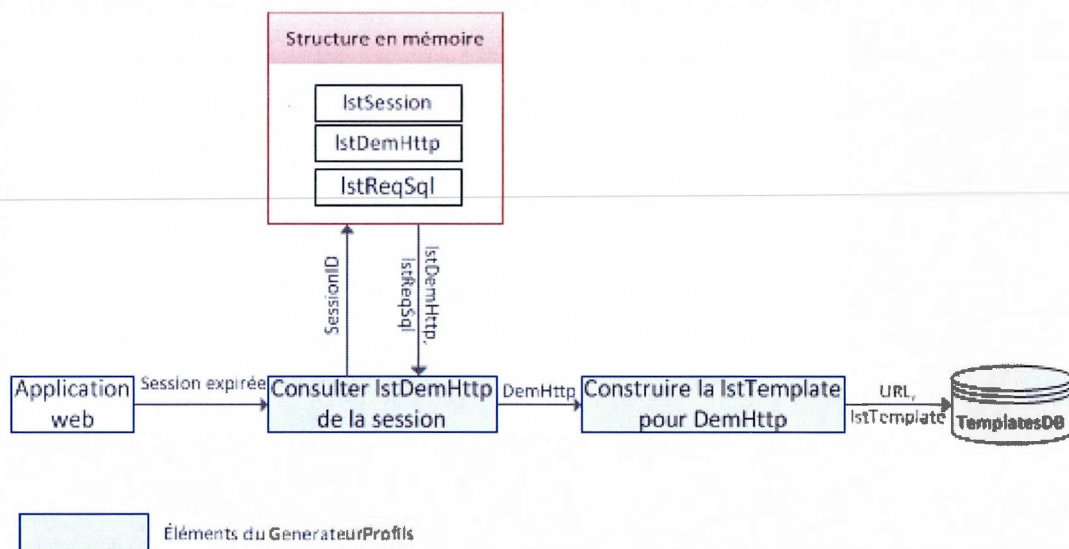 Structure en mémoire
lstSession
lstDemHttp
lstReqSql
SessionID
lstDemHttp,
lstReqSql
Application
web
Session expirée
Consulter lstDemHttp
de la session
DemHttp
Construire la lstTemplate
pour DemHttp
URL,
lstTemplate
TemplatesDB
Éléments du GenerateurProfils